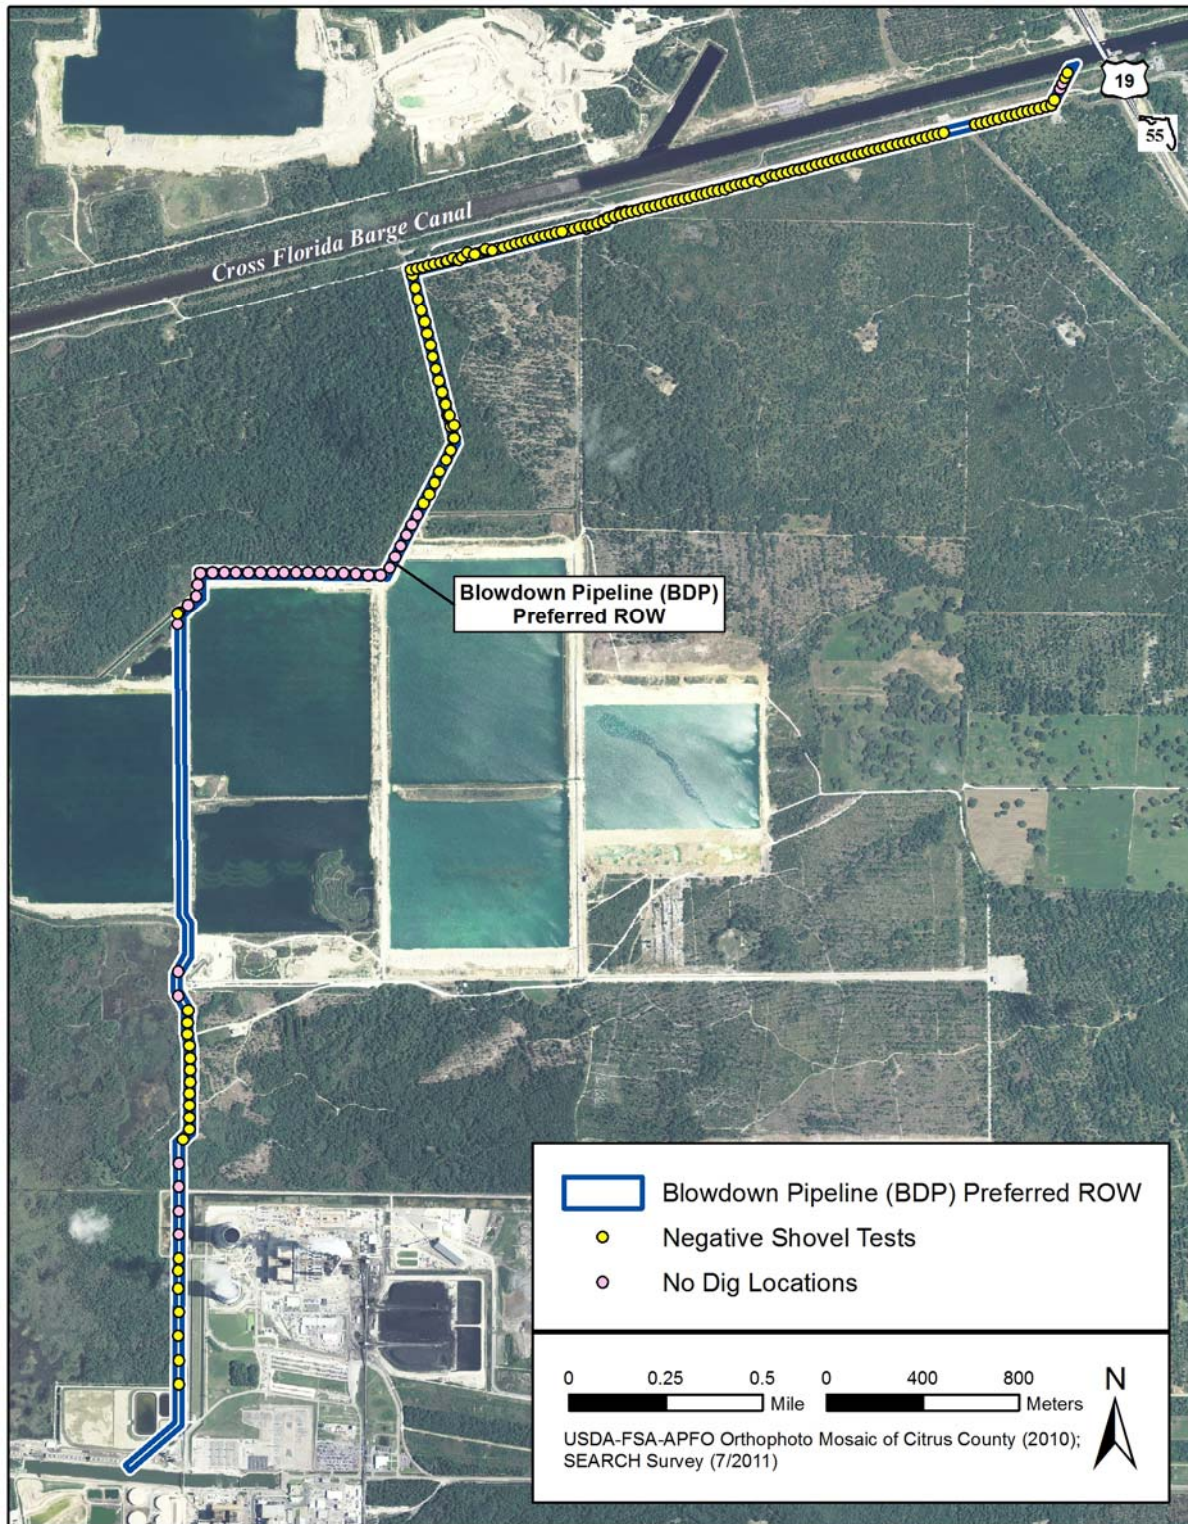 19
55
Cross Florida Barge Canal
Blowdown Pipeline (BDP)
Preferred ROW
Blowdown Pipeline (BDP) Preferred ROW
Negative Shovel Tests
No Dig Locations
0 0.25 0.5 Mile 0 400 800 Meters
N
USDA-FSA-APFO Orthophoto Mosaic of Citrus County (2010);
SEARCH Survey (7/2011)